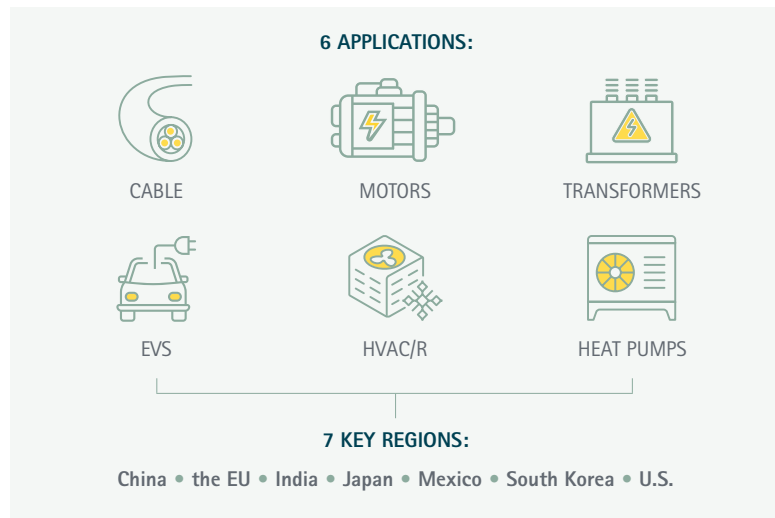 6 APPLICATIONS:
CABLE
MOTORS
TRANSFORMERS
EVS
HVAC/R
HEAT PUMPS
7 KEY REGIONS:
China • the EU • India • Japan • Mexico • South Korea • U.S.